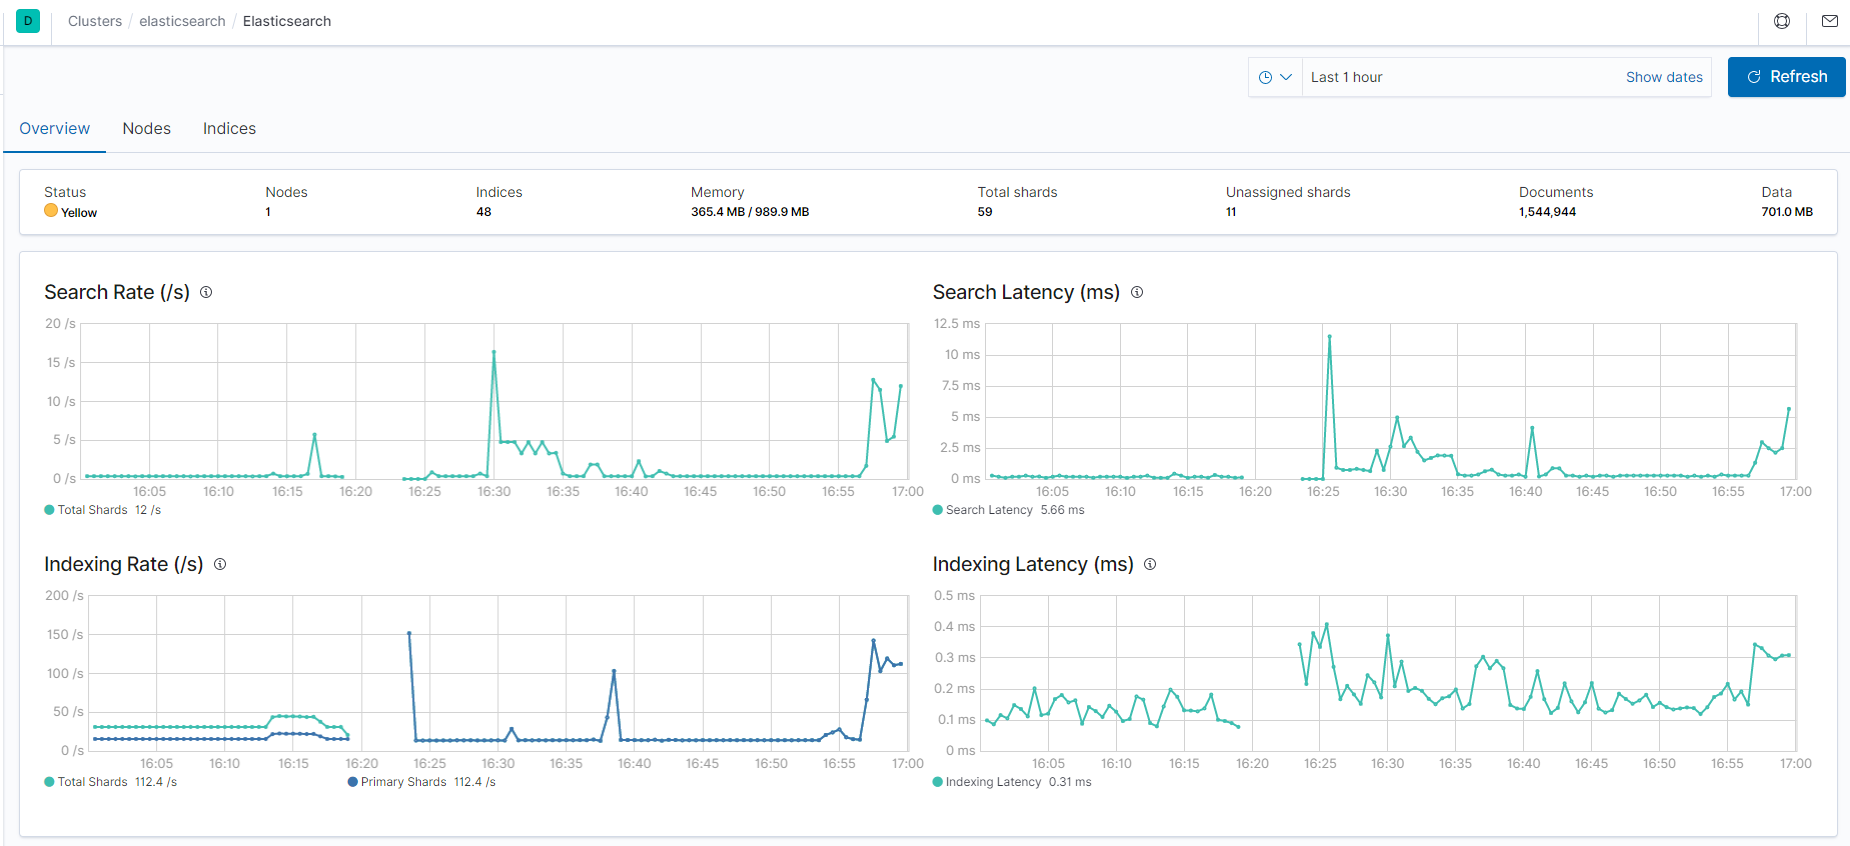 D Clusters / elasticsearch / Elasticsearch
Last 1 hour Show dates Refresh
Overview Nodes Indices
Status Nodes Indices Memory Total shards Unassigned shards Documents Data
Yellow 1 48 365.4 MB / 989.9 MB 59 11 1,544,944 701.0 MB
Search Rate (/s)
20 /s
15 /s
10 /s
5 /s
0 /s
16:05 16:10 16:15 16:20 16:25 16:30 16:35 16:40 16:45 16:50 16:55 17:00
Total Shards 12 /s
Search Latency (ms)
12.5 ms
10 ms
7.5 ms
5 ms
2.5 ms
0 ms
16:05 16:10 16:15 16:20 16:25 16:30 16:35 16:40 16:45 16:50 16:55 17:00
Search Latency 5.66 ms
Indexing Rate (/s)
200 /s
150 /s
100 /s
50 /s
0 /s
16:05 16:10 16:15 16:20 16:25 16:30 16:35 16:40 16:45 16:50 16:55 17:00
Total Shards 112.4 /s Primary Shards 112.4 /s
Indexing Latency (ms)
0.5 ms
0.4 ms
0.3 ms
0.2 ms
0.1 ms
0 ms
16:05 16:10 16:15 16:20 16:25 16:30 16:35 16:40 16:45 16:50 16:55 17:00
Indexing Latency 0.31 ms